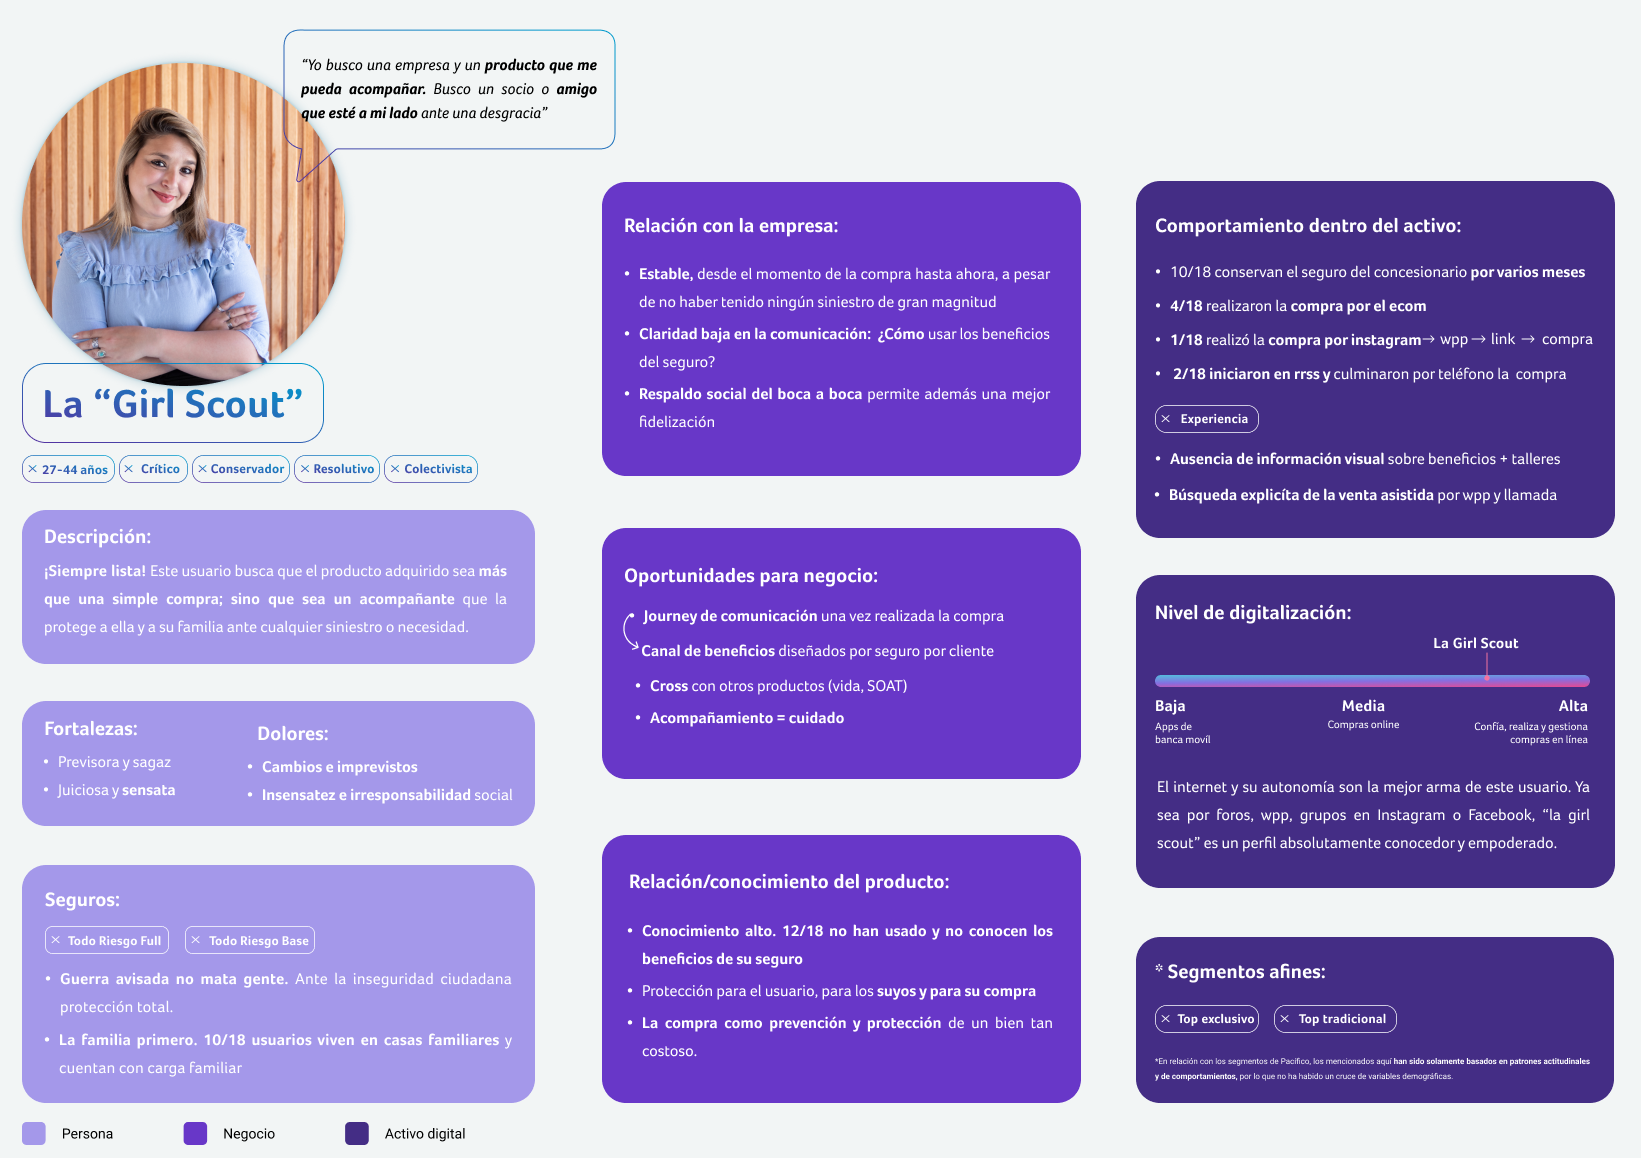 “Yo busco una empresa y un producto que me
pueda acompañar. Busco un socio o amigo
que esté a mi lado ante una desgracia”
La “Girl Scout”
× 27-44 años × Crítico × Conservador × Resolutivo × Colectivista
Descripción:
¡Siempre lista! Este usuario busca que el producto adquirido sea más
que una simple compra; sino que sea un acompañante que la
protege a ella y a su familia ante cualquier siniestro o necesidad.
Fortalezas:
• Previsora y sagaz
• Juiciosa y sensata
Dolores:
• Cambios e imprevistos
• Insensatez e irresponsabilidad social
Seguros:
× Todo Riesgo Full × Todo Riesgo Base
• Guerra avisada no mata gente. Ante la inseguridad ciudadana
protección total.
• La familia primero. 10/18 usuarios viven en casas familiares y
cuentan con carga familiar
Relación con la empresa:
• Estable, desde el momento de la compra hasta ahora, a pesar
de no haber tenido ningún siniestro de gran magnitud
• Claridad baja en la comunicación: ¿Cómo usar los beneficios
del seguro?
• Respaldo social del boca a boca permite además una mejor
fidelización
Oportunidades para negocio:
• Journey de comunicación una vez realizada la compra
Canal de beneficios diseñados por seguro por cliente
• Cross con otros productos (vida, SOAT)
• Acompañamiento = cuidado
Relación/conocimiento del producto:
• Conocimiento alto. 12/18 no han usado y no conocen los
beneficios de su seguro
• Protección para el usuario, para los suyos y para su compra
• La compra como prevención y protección de un bien tan
costoso.
Comportamiento dentro del activo:
• 10/18 conservan el seguro del concesionario por varios meses
• 4/18 realizaron la compra por el ecom
• 1/18 realizó la compra por instagram→ wpp → link → compra
• 2/18 iniciaron en rrss y culminaron por teléfono la compra
× Experiencia
• Ausencia de información visual sobre beneficios + talleres
• Búsqueda explicíta de la venta asistida por wpp y llamada
Nivel de digitalización:
La Girl Scout
Baja Media Alta
Apps de
banca movíl
Compras online
Confía, realiza y gestiona
compras en línea
El internet y su autonomía son la mejor arma de este usuario. Ya
sea por foros, wpp, grupos en Instagram o Facebook, “la girl
scout” es un perfil absolutamente conocedor y empoderado.
* Segmentos afines:
× Top exclusivo × Top tradicional
*En relación con los segmentos de Pacífico, los mencionados aquí han sido solamente basados en patrones actitudinales
y de comportamientos, por lo que no ha habido un cruce de variables demográficas.
Persona Negocio Activo digital